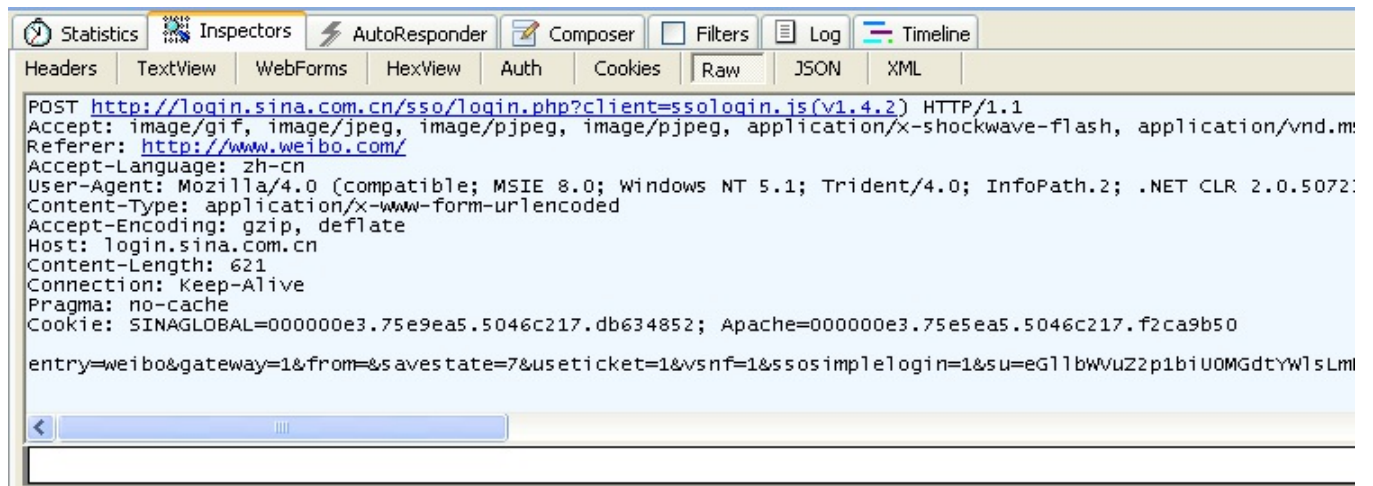 Statistics Inspectors AutoResponder Composer Filters Log Timeline
Headers TextView WebForms HexView Auth Cookies Raw JSON XML
POST http://login.sina.com.cn/sso/login.php?client=ssologin.js(v1.4.2) HTTP/1.1
Accept: image/gif, image/jpeg, image/pjpeg, image/pjpeg, application/x-shockwave-flash, application/vnd.ms
Referer: http://www.weibo.com/
Accept-Language: zh-cn
User-Agent: Mozilla/4.0 (compatible; MSIE 8.0; Windows NT 5.1; Trident/4.0; InfoPath.2; .NET CLR 2.0.5072
Content-Type: application/x-www-form-urlencoded
Accept-Encoding: gzip, deflate
Host: login.sina.com.cn
Content-Length: 621
Connection: Keep-Alive
Pragma: no-cache
Cookie: SINAGLOBAL=000000e3.75e9ea5.5046c217.db634852; Apache=000000e3.75e5ea5.5046c217.f2ca9b50
entry=weibo&gateway=1&from=&savestate=7&useticket=1&vsnf=1&ssosimplelogin=1&su=eGllbWVuZ2p1biU0MGdtYWlsLm